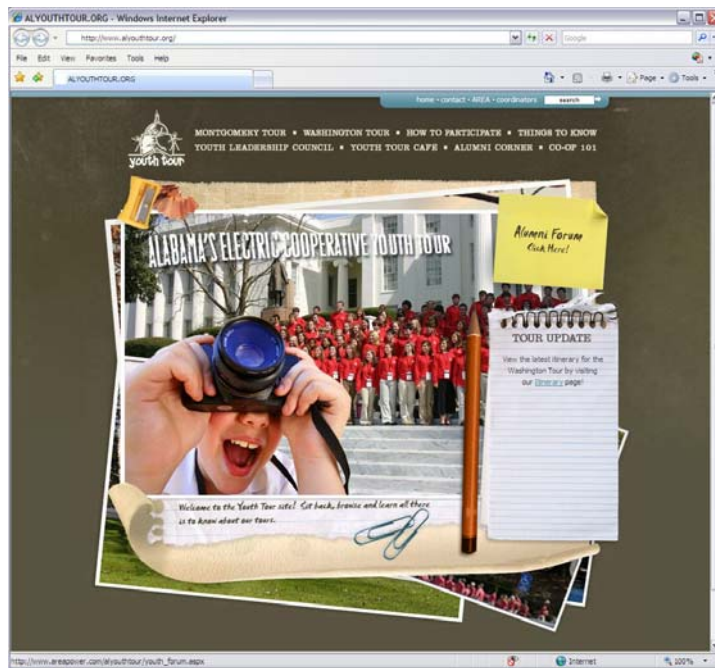 ALYOUTHTOUR.ORG - Windows Internet Explorer
http://www.alyouthtour.org/
Google
File Edit View Favorites Tools Help
ALYOUTHTOUR.ORG
Page Tools
home • contact • AREA • coordinators search
MONTGOMERY TOUR ■ WASHINGTON TOUR ■ HOW TO PARTICIPATE ■ THINGS TO KNOW
YOUTH LEADERSHIP COUNCIL ■ YOUTH TOUR CAFÉ ■ ALUMNI CORNER ■ CO-OP 101
youth tour
ALABAMA'S ELECTRIC COOPERATIVE YOUTH TOUR
Alumni Forum
Click Here!
TOUR UPDATE
View the latest itinerary for the
Washington Tour by visiting
our itinerary page!
Welcome to the Youth Tour site! Sit back, browse and learn all there
is to know about our tours.
http://www.areapower.com/alyouthtour/youth_forum.aspx
Internet
100%